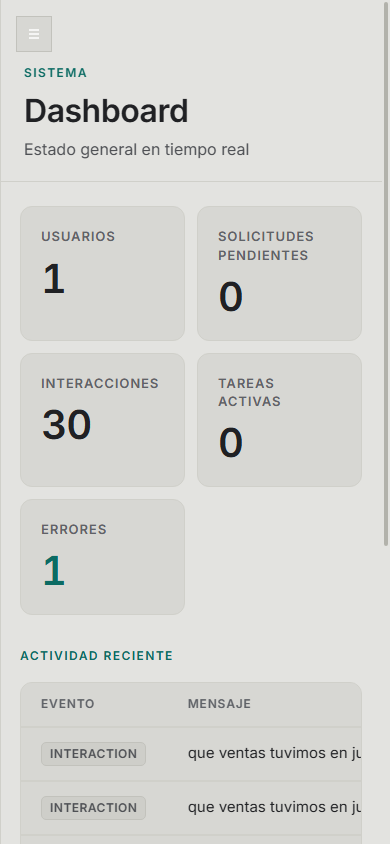 SISTEMA
Dashboard
Estado general en tiempo real
USUARIOS
1
SOLICITUDES
PENDIENTES
0
INTERACCIONES
30
TAREAS
ACTIVAS
0
ERRORES
1
ACTIVIDAD RECIENTE
EVENTO MENSAJE
INTERACTION que ventas tuvimos en
INTERACTION que ventas tuvimos en